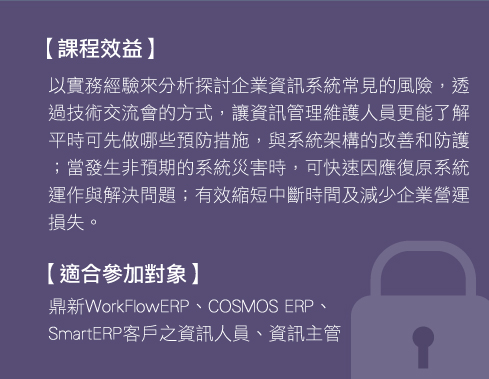 【課程效益】
以實務經驗來分析探討企業資訊系統常見的風險，透
過技術交流會的方式，讓資訊管理維護人員更能了解
平時可先做哪些預防措施，與系統架構的改善和防護
；當發生非預期的系統災害時，可快速因應復原系統
運作與解決問題；有效縮短中斷時間及減少企業營運
損失。
【適合參加對象】
鼎新WorkFlowERP、COSMOS ERP、
SmartERP客戶之資訊人員、資訊主管